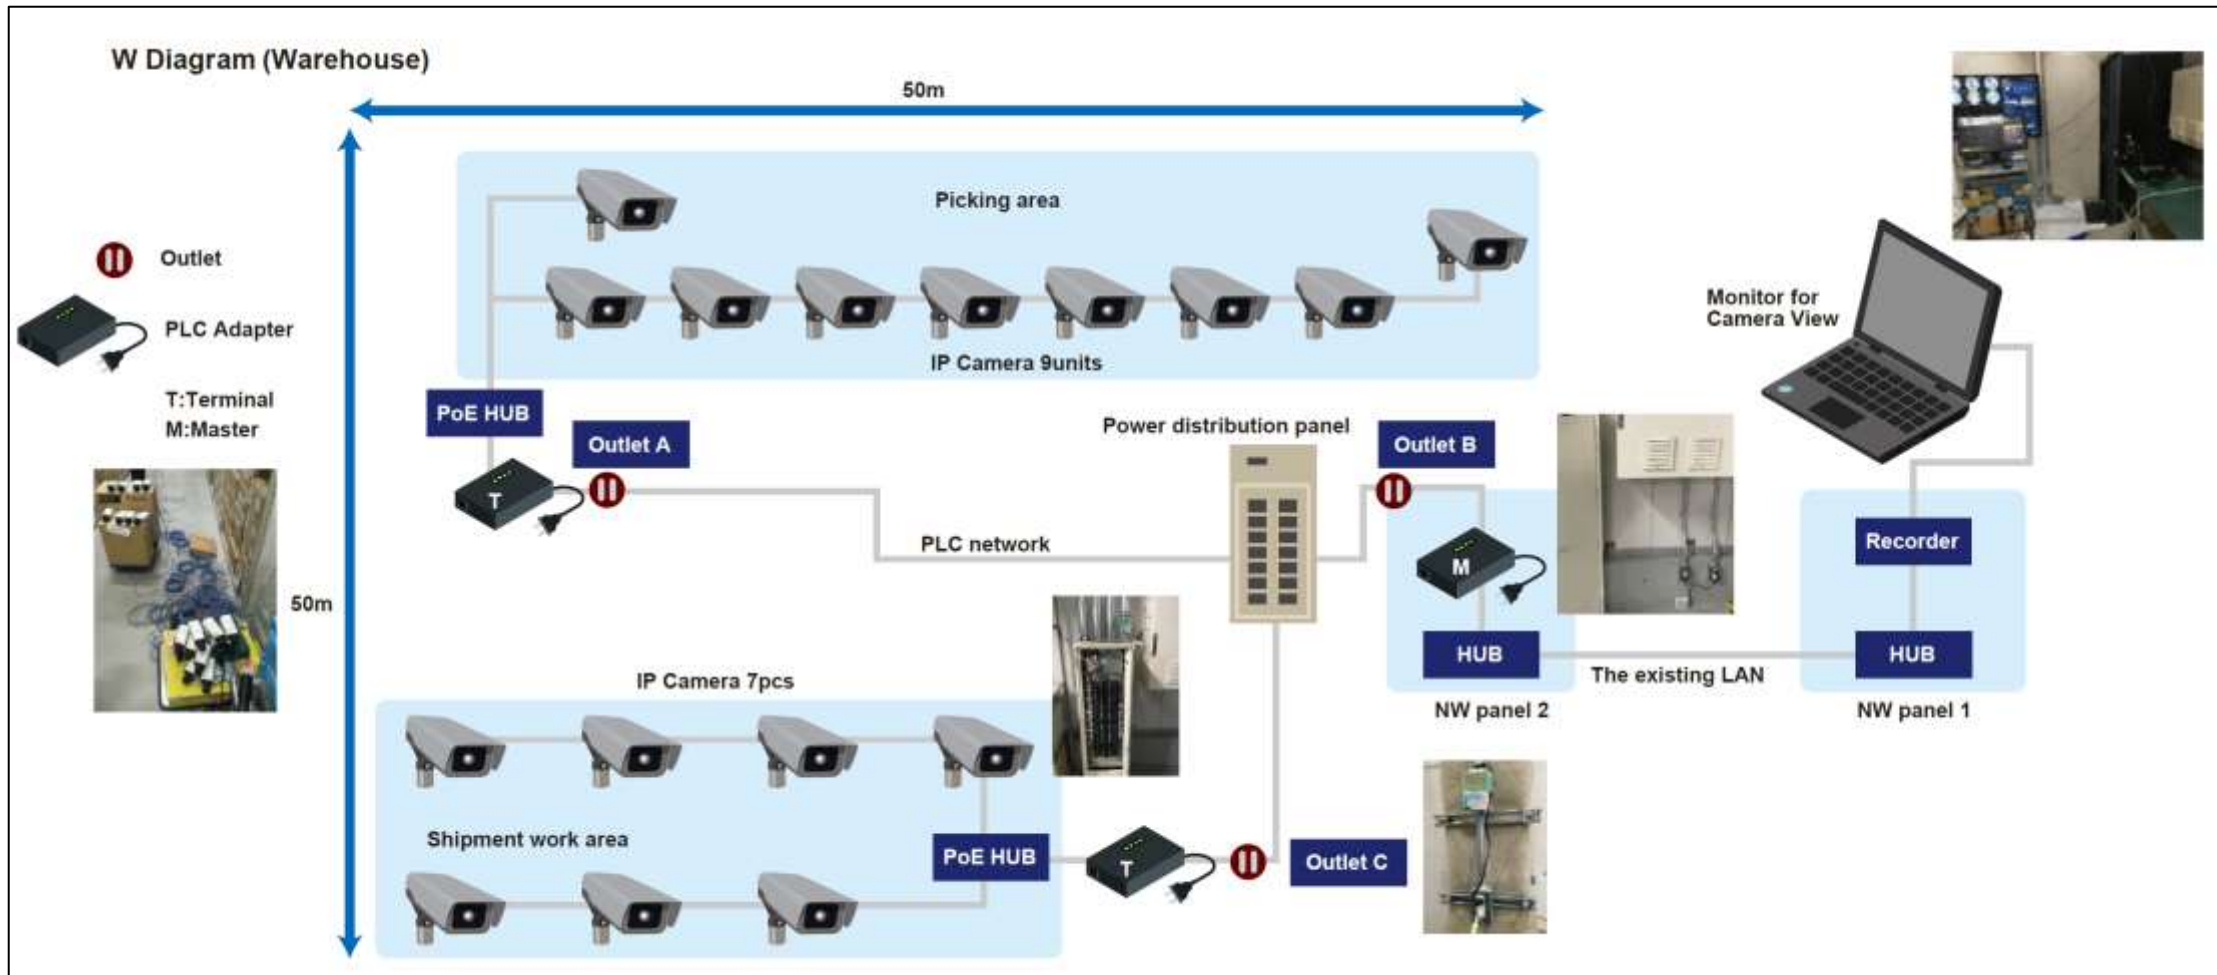 W Diagram (Warehouse)
50m
Picking area
Outlet
PLC Adapter
T:Terminal
M:Master
Monitor for
Camera View
IP Camera 9units
PoE HUB
Outlet A
Power distribution panel
Outlet B
T
PLC network
M
Recorder
50m
HUB
The existing LAN
HUB
NW panel 2
NW panel 1
IP Camera 7pcs
Shipment work area
PoE HUB
T
Outlet C